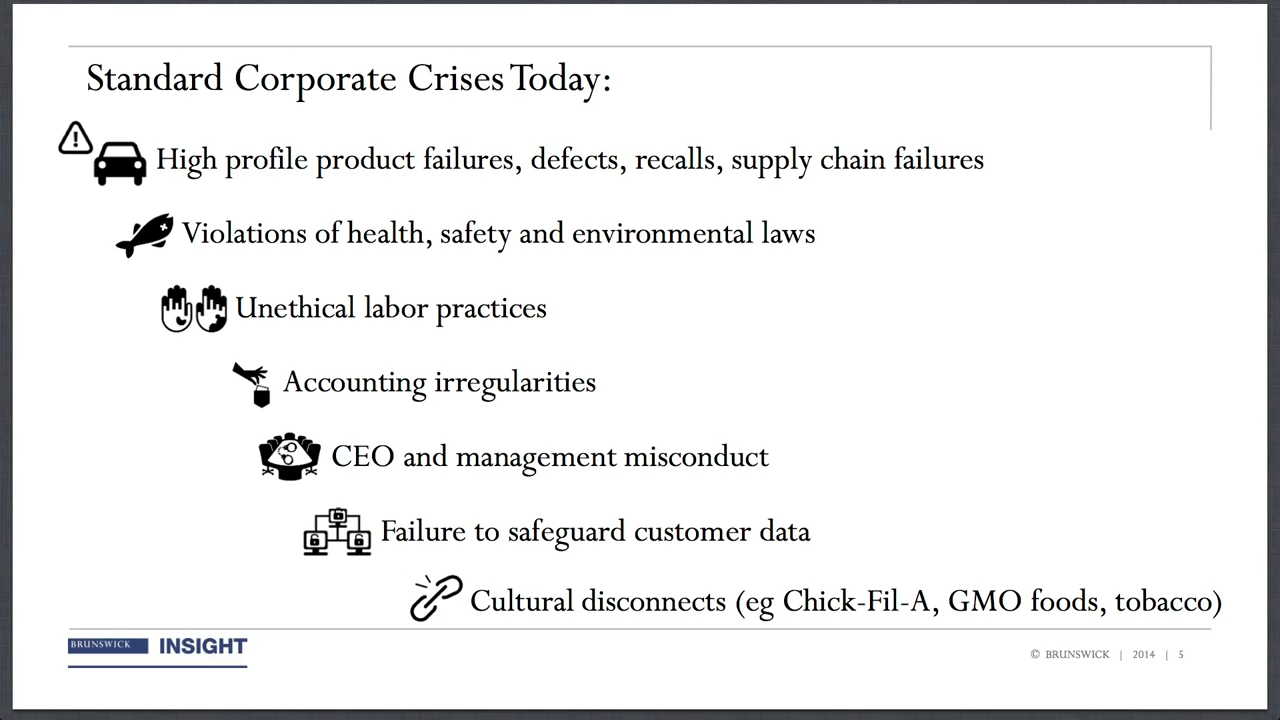 Standard Corporate Crises Today:
High profile product failures, defects, recalls, supply chain failures
Violations of health, safety and environmental laws
Unethical labor practices
Accounting irregularities
CEO and management misconduct
Failure to safeguard customer data
Cultural disconnects (eg Chick-Fil-A, GMO foods, tobacco)
BRUNSWICK INSIGHT
© BRUNSWICK | 2014 | 5